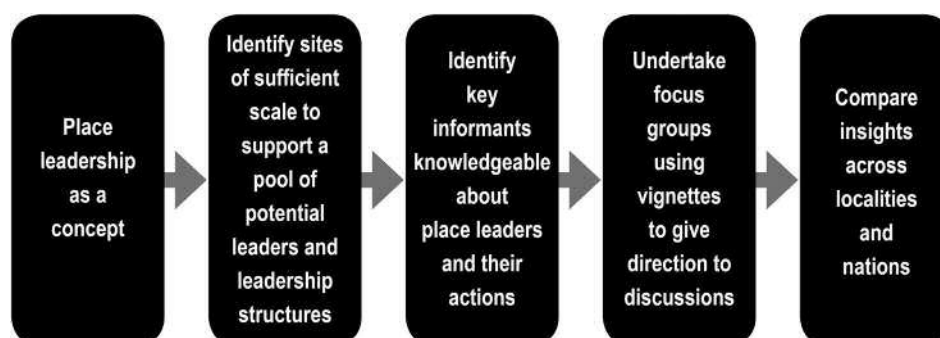 Place
leadership
as a
concept
Identify sites
of sufficient
scale to
support a
pool of
potential
leaders and
leadership
structures
Identify
key
informants
knowledgeable
about
place leaders
and their
actions
Undertake
focus
groups
using
vignettes
to give
direction to
discussions
Compare
insights
across
localities
and
nations